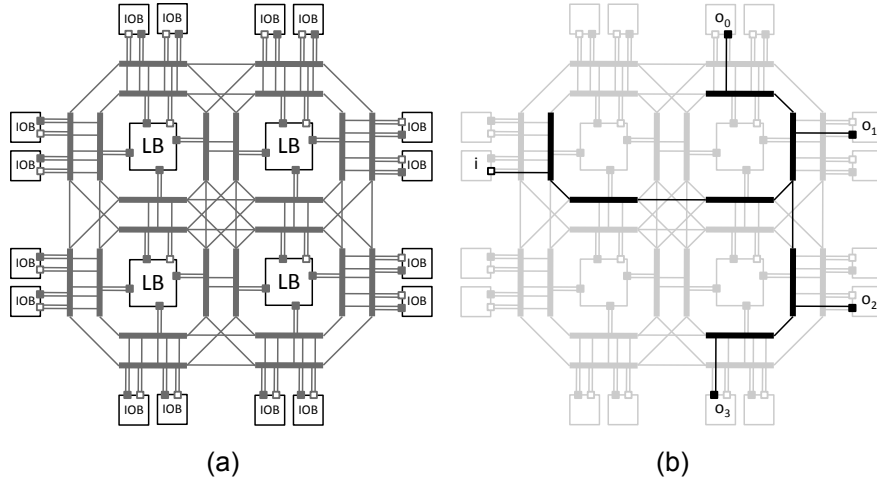 IOB IOB IOB IOB o₀
IOB IOB o₁
LB LB
IOB IOB i
IOB IOB
LB LB
IOB IOB o₂
IOB IOB IOB IOB o₃
(a) (b)